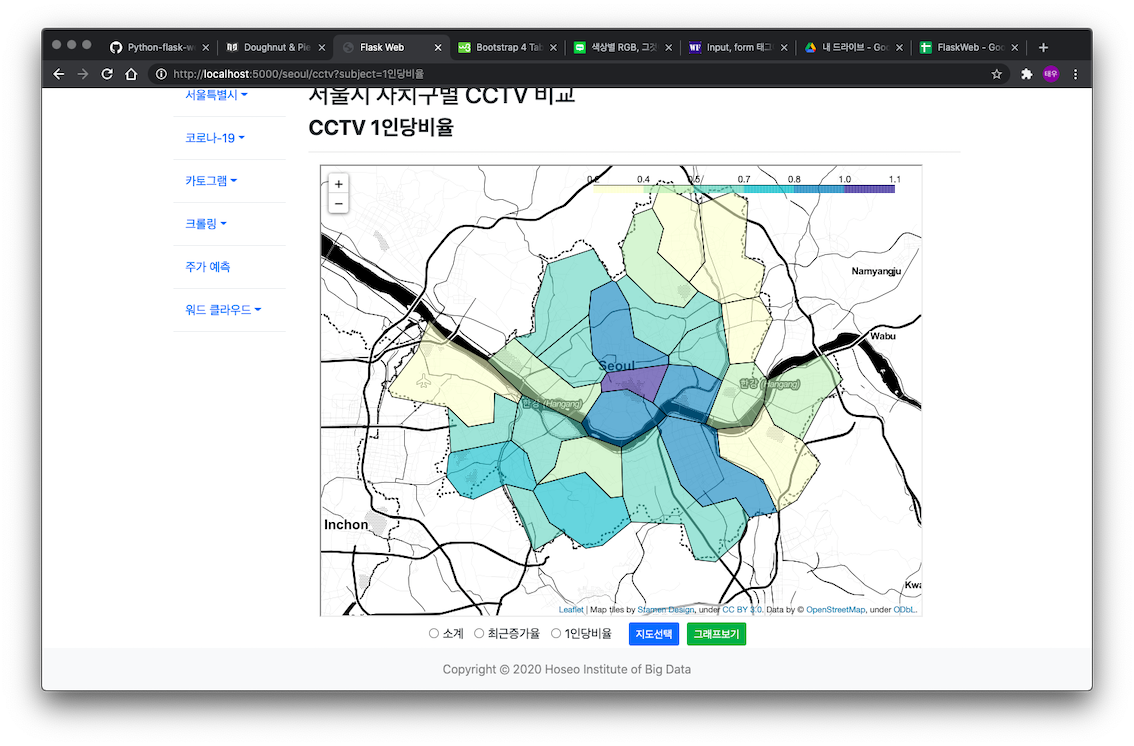 Python-flask-w
Doughnut & Pie
Flask Web
Bootstrap 4 Tab
색상별 RGB, 그것
Input, form 태그
내 드라이브 - Goo
FlaskWeb - Goo
http://localhost:5000/seoul/cctv?subject=1인당비율
태우
서울특별시
코로나-19
카토그램
크롤링
주가 예측
워드 클라우드
서울시 자치구별 CCTV 비교
CCTV 1인당비율
+
−
0.2 0.4 0.5 0.7 0.8 1.0 1.1
Namyangju
Wabu
Seoul
한강 (Hangang)
한강 (Hangang)
Inchon
Kwa
Leaflet | Map tiles by Stamen Design, under CC BY 3.0. Data by © OpenStreetMap, under ODbL.
소계 최근증가율 1인당비율 지도선택 그래프보기
Copyright © 2020 Hoseo Institute of Big Data